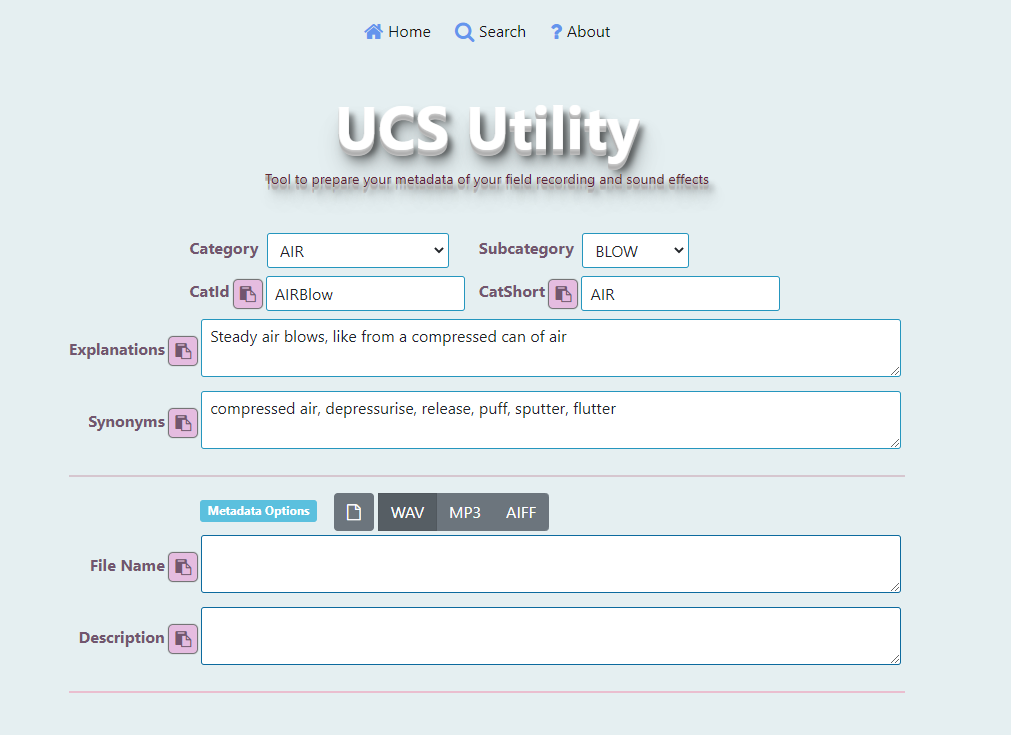 Home Search ? About
UCS Utility
Tool to prepare your metadata of your field recording and sound effects
Category AIR Subcategory BLOW
CatId AIRBlow CatShort AIR
Explanations Steady air blows, like from a compressed can of air
Synonyms compressed air, depressurise, release, puff, sputter, flutter
Metadata Options WAV MP3 AIFF
File Name
Description